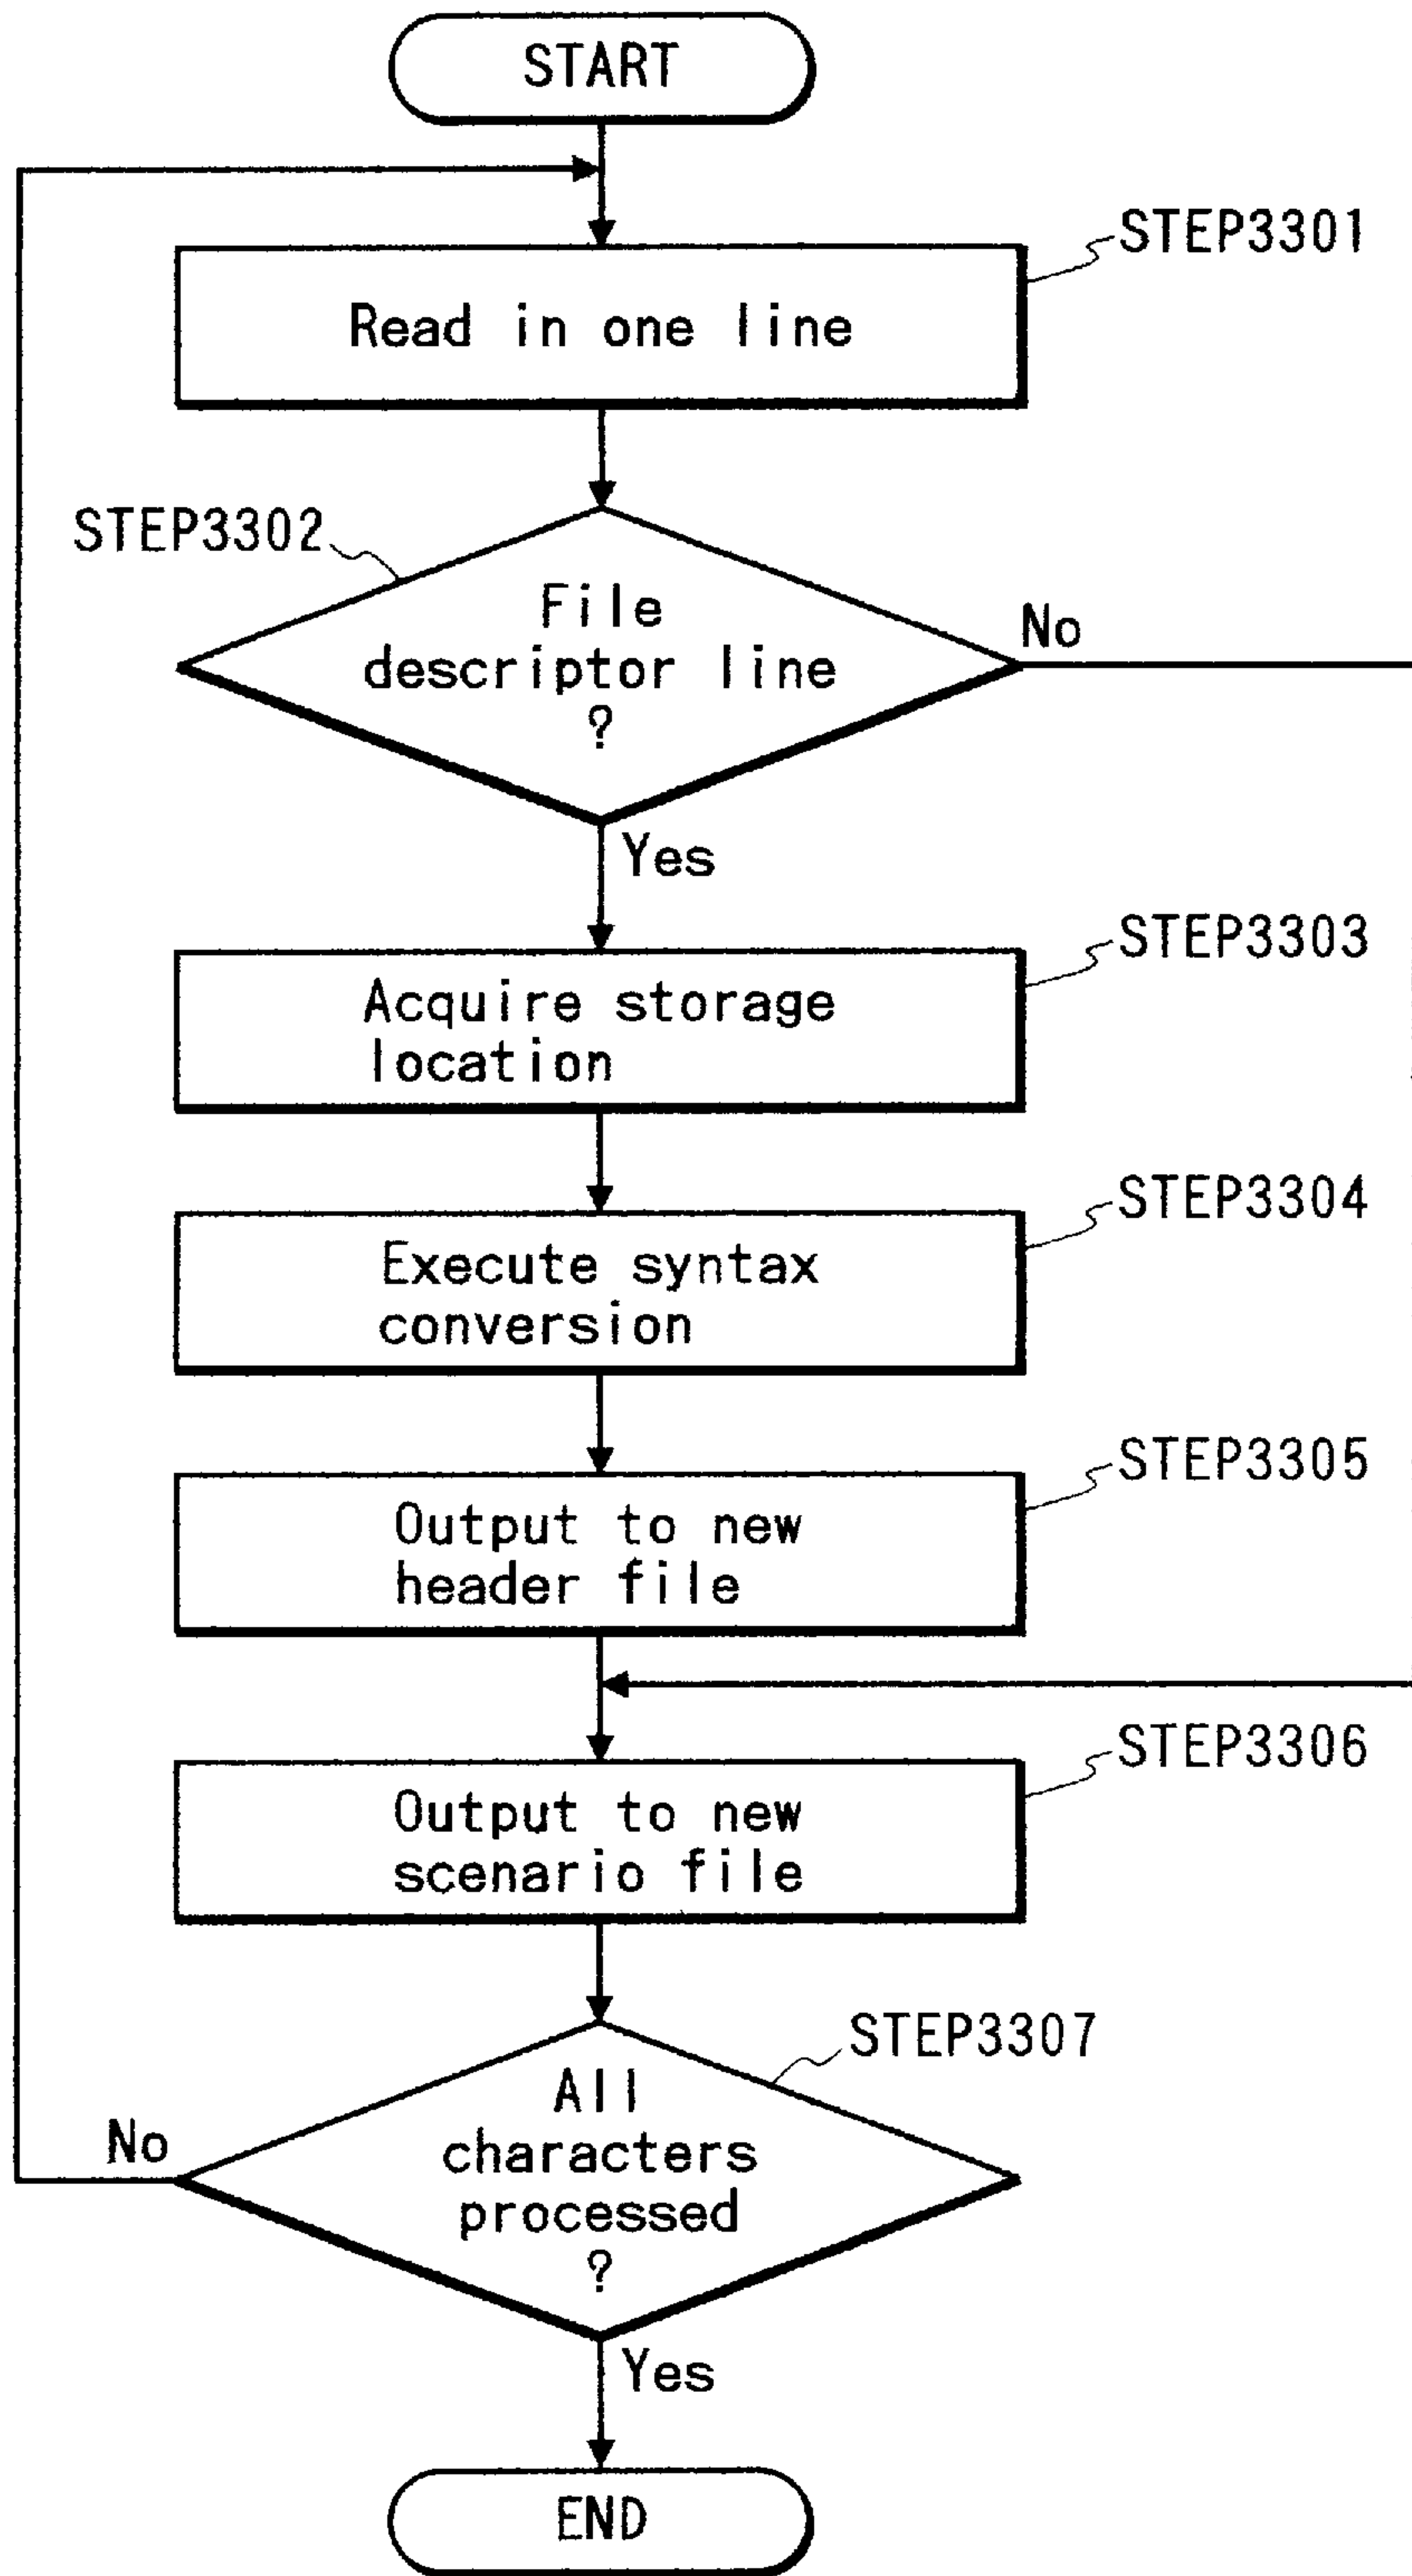 START
STEP3301
Read in one line
STEP3302
File
descriptor line
?
No
Yes
STEP3303
Acquire storage
location
STEP3304
Execute syntax
conversion
STEP3305
Output to new
header file
STEP3306
Output to new
scenario file
STEP3307
All
characters
processed
?
No
Yes
END